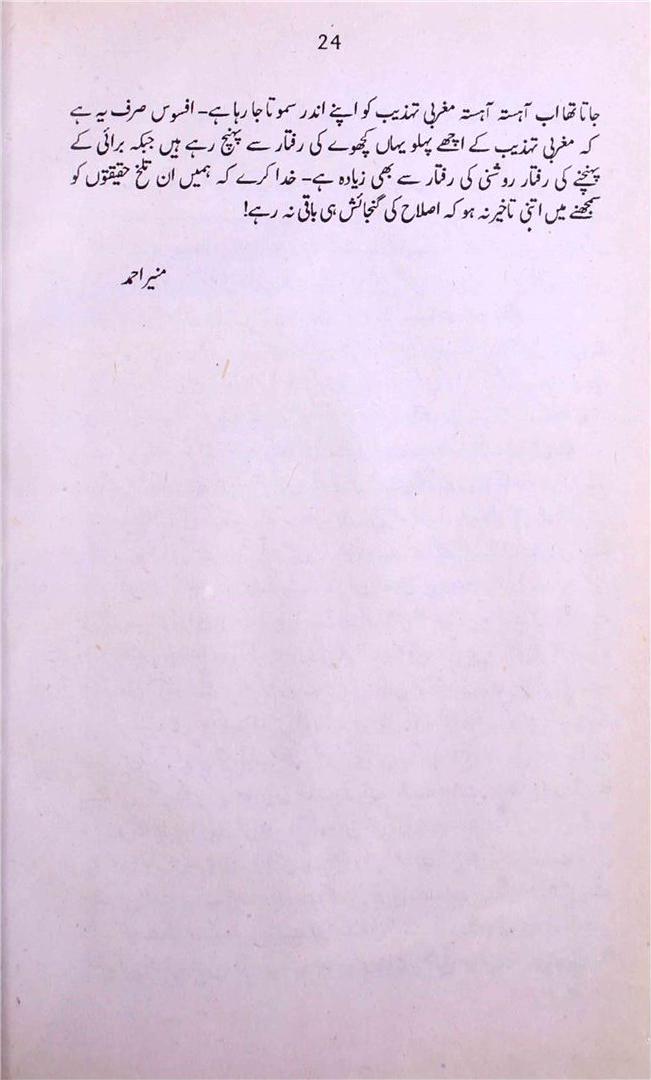 24
جاتا تھا اب آہستہ آہستہ مغربی تہذیب کو اپنے اندر سموتا جا رہا ہے- افسوس صرف یہ ہے
کہ مغربی تہذیب کے اچھے پہلو یہاں کچھوے کی رفتار سے پہنچ رہے ہیں جبکہ برائی کے
پہنچنے کی رفتار روشنی کی رفتار سے بھی زیادہ ہے- خدا کرے کہ ہمیں ان تلخ حقیقتوں کو
سمجھنے میں اتنی تاخیر نہ ہو کہ اصلاح کی گنجائش ہی باقی نہ رہے!
منیر احمد